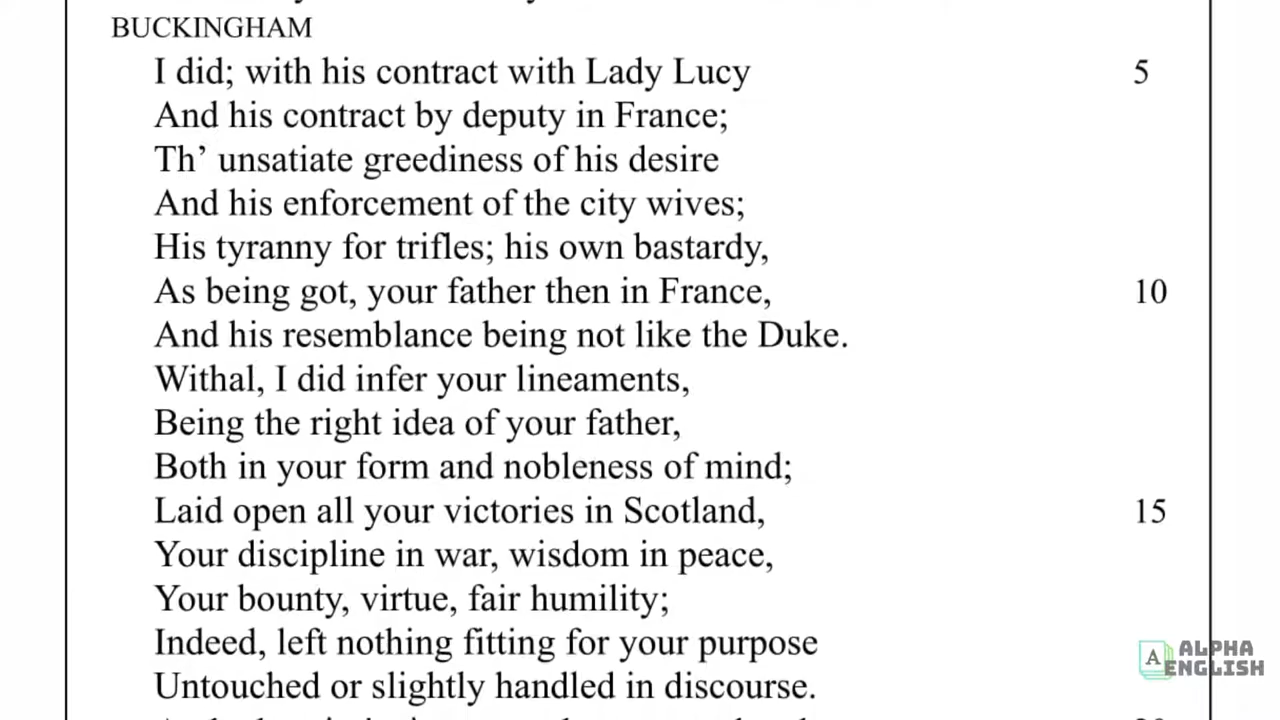 BUCKINGHAM
I did; with his contract with Lady Lucy 5
And his contract by deputy in France;
Th’ unsatiate greediness of his desire
And his enforcement of the city wives;
His tyranny for trifles; his own bastardy,
As being got, your father then in France, 10
And his resemblance being not like the Duke.
Withal, I did infer your lineaments,
Being the right idea of your father,
Both in your form and nobleness of mind;
Laid open all your victories in Scotland, 15
Your discipline in war, wisdom in peace,
Your bounty, virtue, fair humility;
Indeed, left nothing fitting for your purpose
Untouched or slightly handled in discourse.
A ALPHA
ENGLISH